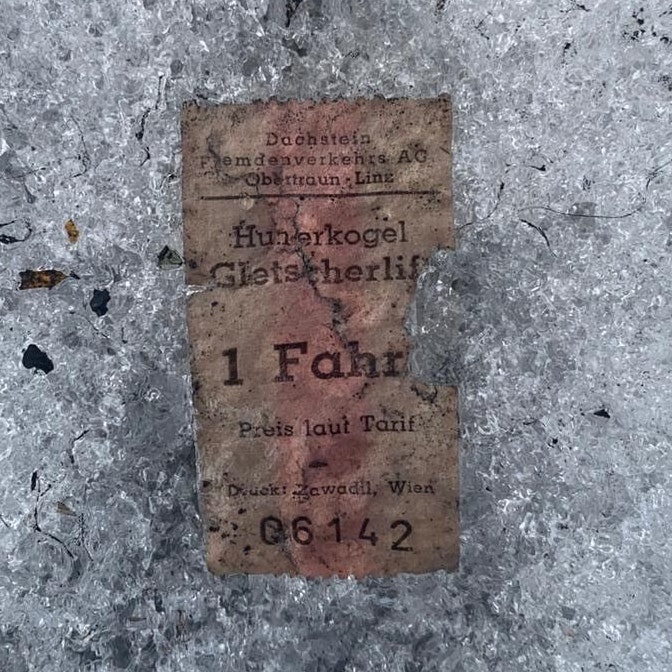 Dachstein
Fremdenverkehrs AG
Obertraun-Linz
Hunerkogel
Gletscherlif
1 Fahr
Preis laut Tarif
Druck: Zawadil, Wien
06142